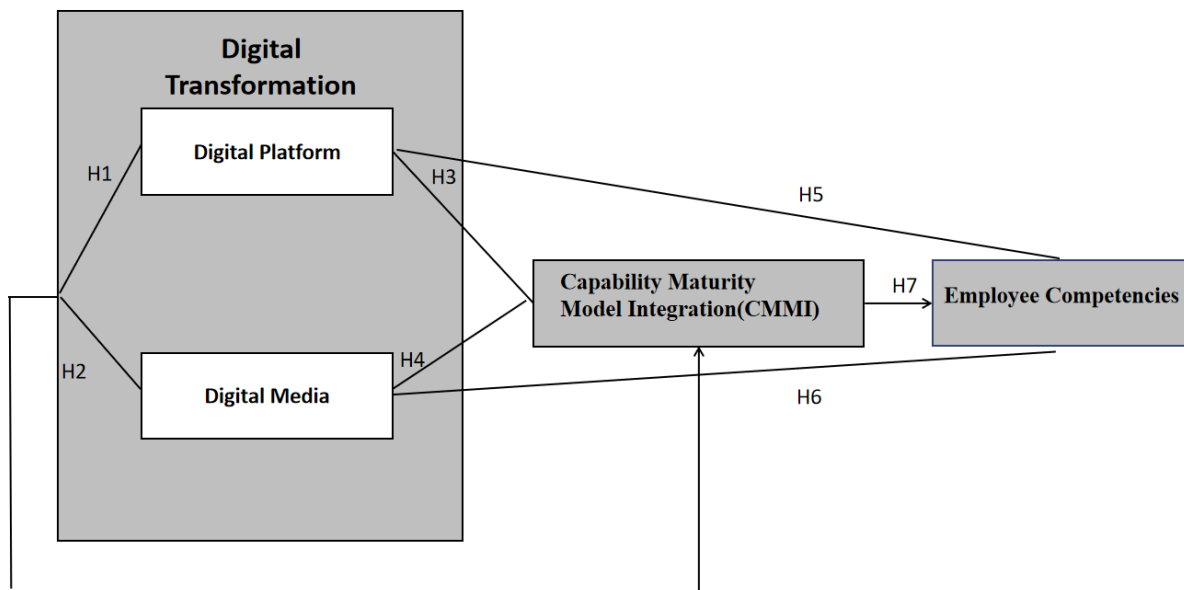 Digital
Transformation
Digital Platform
H1
H3
H5
Capability Maturity
Model Integration(CMMI)
H7
Employee Competencies
H2
H4
Digital Media
H6